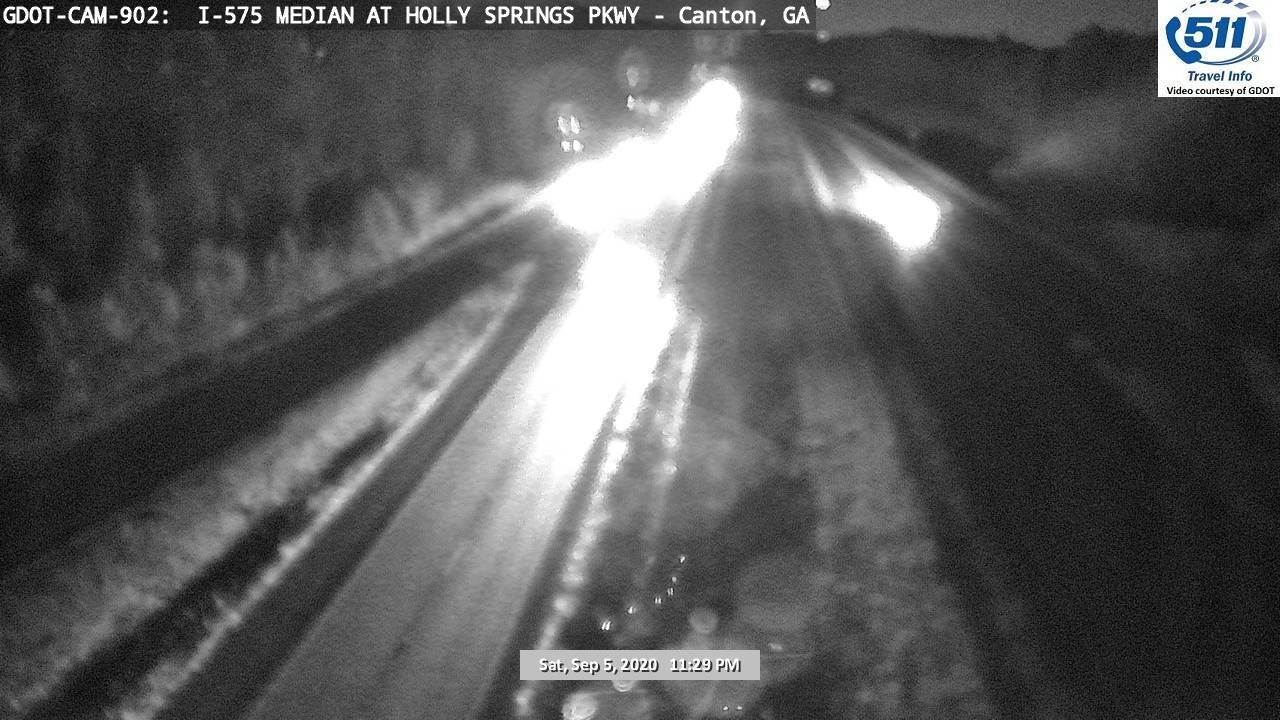 GDOT-CAM-902: I-575 MEDIAN AT HOLLY SPRINGS PKWY - Canton, GA
511
®
Travel Info
Video courtesy of GDOT
Sat, Sep 5, 2020 11:29 PM